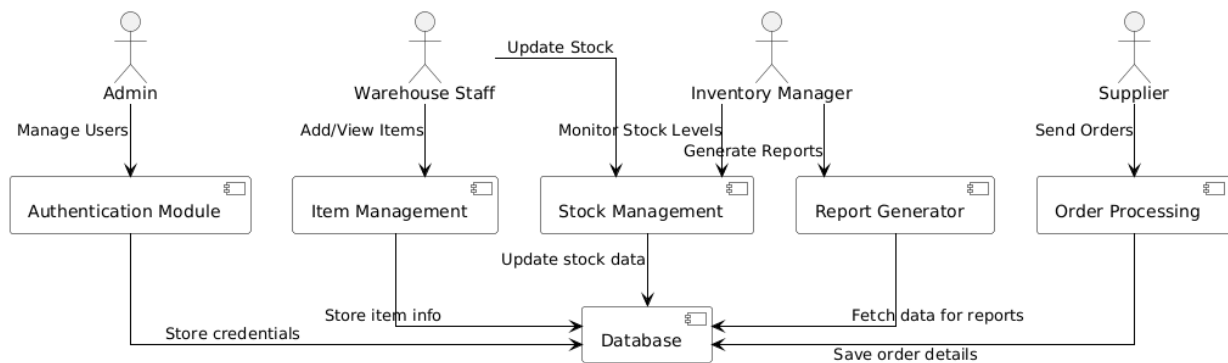 Update Stock
Admin
Warehouse Staff
Inventory Manager
Supplier
Manage Users
Add/View Items
Monitor Stock Levels
Send Orders
Generate Reports
Authentication Module
Item Management
Stock Management
Report Generator
Order Processing
Update stock data
Store item info
Fetch data for reports
Store credentials
Database
Save order details